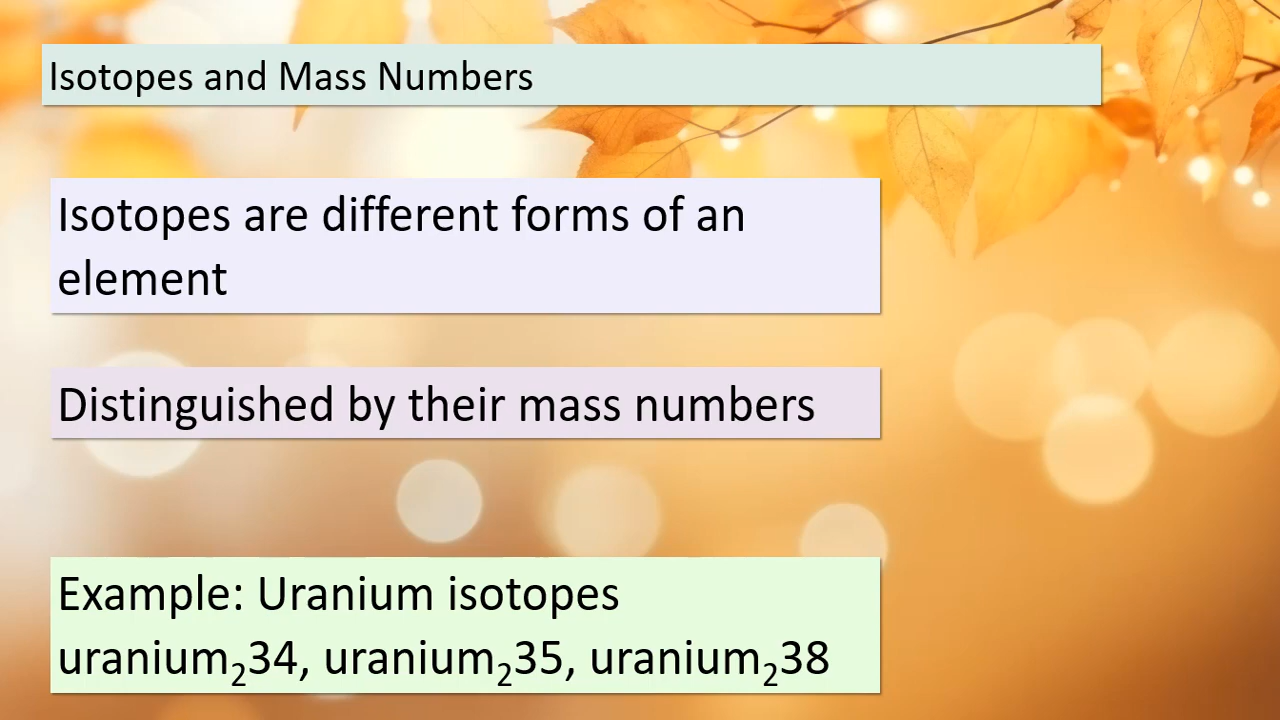 Isotopes and Mass Numbers
Isotopes are different forms of an
element
Distinguished by their mass numbers
Example: Uranium isotopes
uranium₂34, uranium₂35, uranium₂38